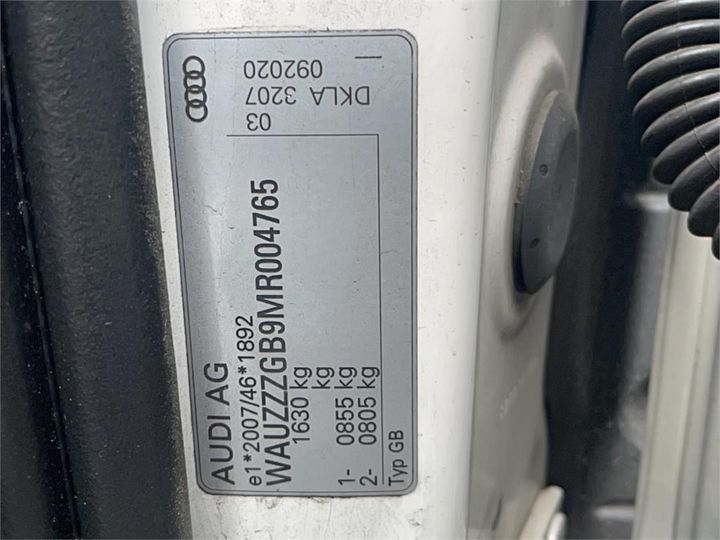 AUDI AG
e1*2007/46*1892
WAUZZZGB9MR004765
1630 kg
kg
1- 0855 kg
2- 0805 kg
Typ GB
03
DKLA 3207
092020